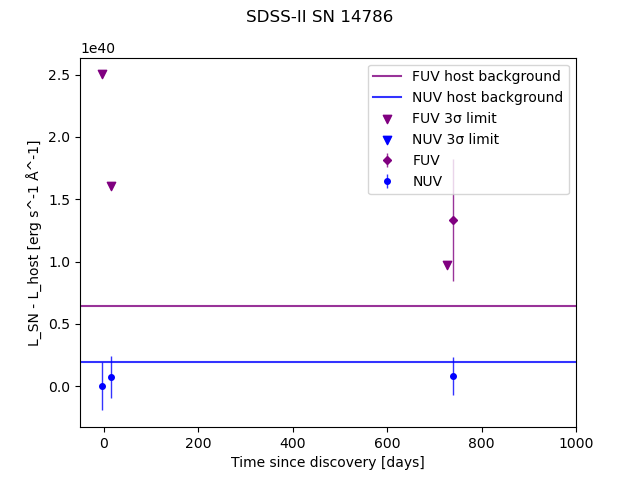 SDSS-II SN 14786
1e40
FUV host background
NUV host background
FUV 3σ limit
NUV 3σ limit
FUV
NUV
L_SN - L_host [erg s^-1 Å^-1]
2.5
2.0
1.5
1.0
0.5
0.0
0 200 400 600 800 1000
Time since discovery [days]